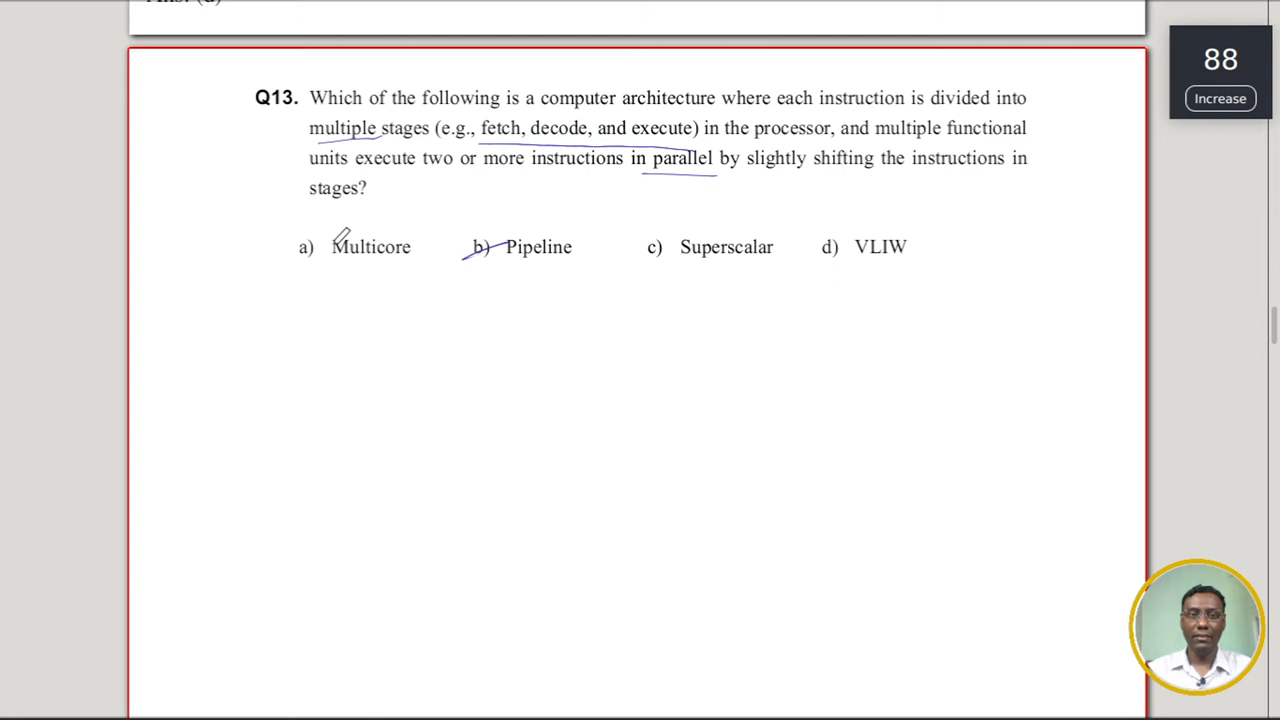 Q13. Which of the following is a computer architecture where each instruction is divided into
multiple stages (e.g., fetch, decode, and execute) in the processor, and multiple functional
units execute two or more instructions in parallel by slightly shifting the instructions in
stages?
a) Multicore b) Pipeline c) Superscalar d) VLIW
88
Increase